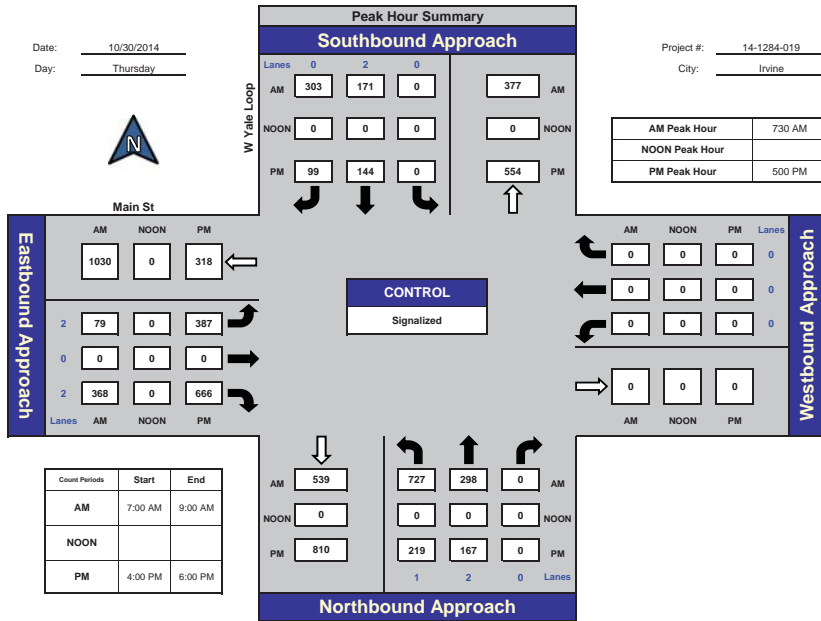 Peak Hour Summary
Southbound Approach
Date: 10/30/2014
Day: Thursday
Project #: 14-1284-019
City: Irvine
Lanes 0 2 0
AM 303 171 0 377 AM
NOON 0 0 0 0 NOON
PM 99 144 0 554 PM
W Yale Loop
N
AM Peak Hour 730 AM
NOON Peak Hour
PM Peak Hour 500 PM
Main St
Eastbound Approach
AM NOON PM
1030 0 318
2 79 0 387
0 0 0 0
2 368 0 666
Lanes AM NOON PM
CONTROL
Signalized
AM NOON PM Lanes
0 0 0 0
0 0 0 0
0 0 0 0
0 0 0
AM NOON PM
Westbound Approach
Count Periods Start End
AM 7:00 AM 9:00 AM
NOON
PM 4:00 PM 6:00 PM
AM 539 727 298 0 AM
NOON 0 0 0 0 NOON
PM 810 219 167 0 PM
1 2 0 Lanes
Northbound Approach